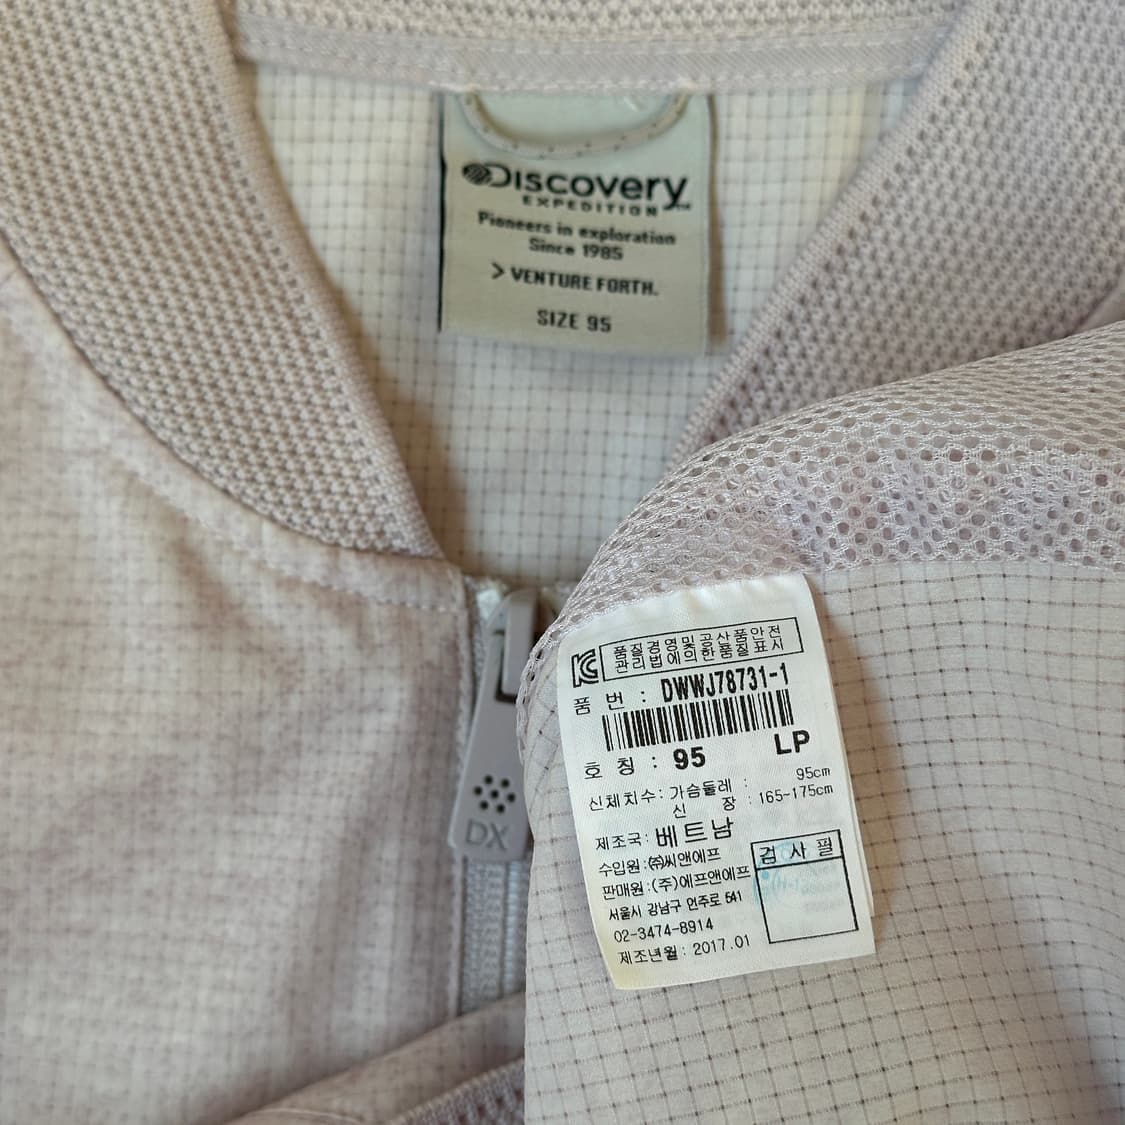 Discovery
EXPEDITION™
Pioneers in exploration
Since 1985
> VENTURE FORTH.
SIZE 95
DX
품질경영및공산품안전
관리법에의한품질표시
품 번 : DWWJ78731-1
호 칭 : 95 LP
신체치수: 가슴둘레 : 95cm
신 장 : 165~175cm
제조국: 베트남
수입원:㈜씨앤에프
판매원:(주)에프앤에프
서울시 강남구 언주로 541
02-3474-8914
제조년월: 2017.01
검 사 필